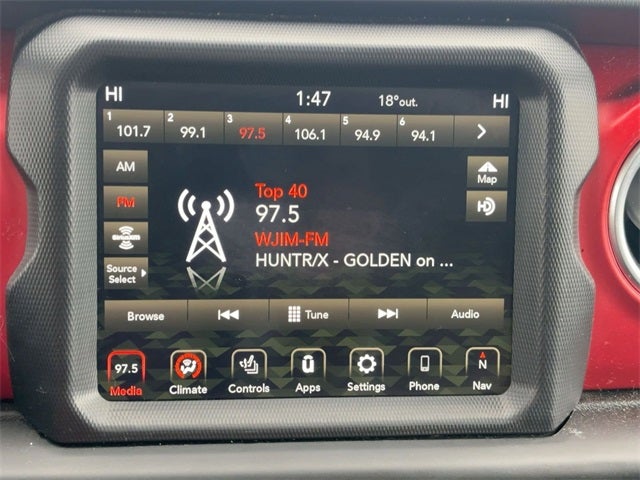 HI 1:47 18°out. HI
1 2 3 4 5 6
101.7 99.1 97.5 106.1 94.9 94.1
AM
Map
FM
HD
SiriusXM
Source
Select
Top 40
97.5
WJIM-FM
HUNTR/X - GOLDEN on ...
Browse Tune Audio
97.5 ü N
Media Climate Controls Apps Settings Phone Nav